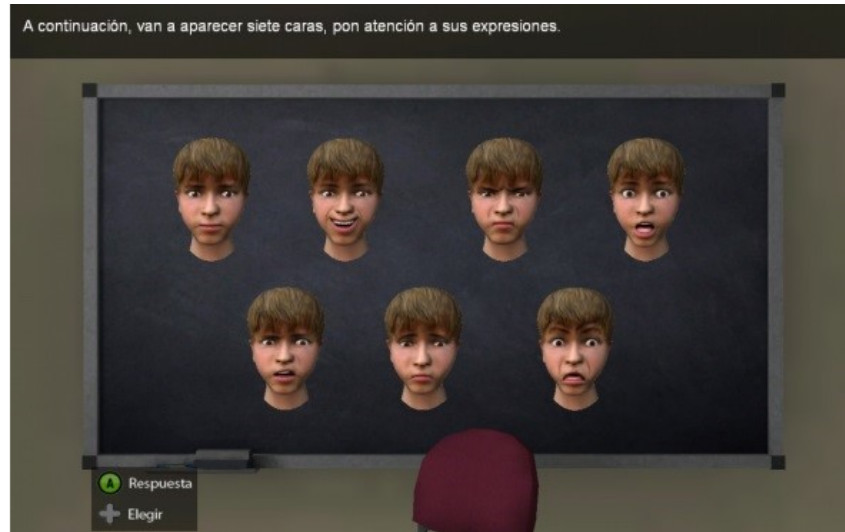 A continuación, van a aparecer siete caras, pon atención a sus expresiones.
A Respuesta
Elegir